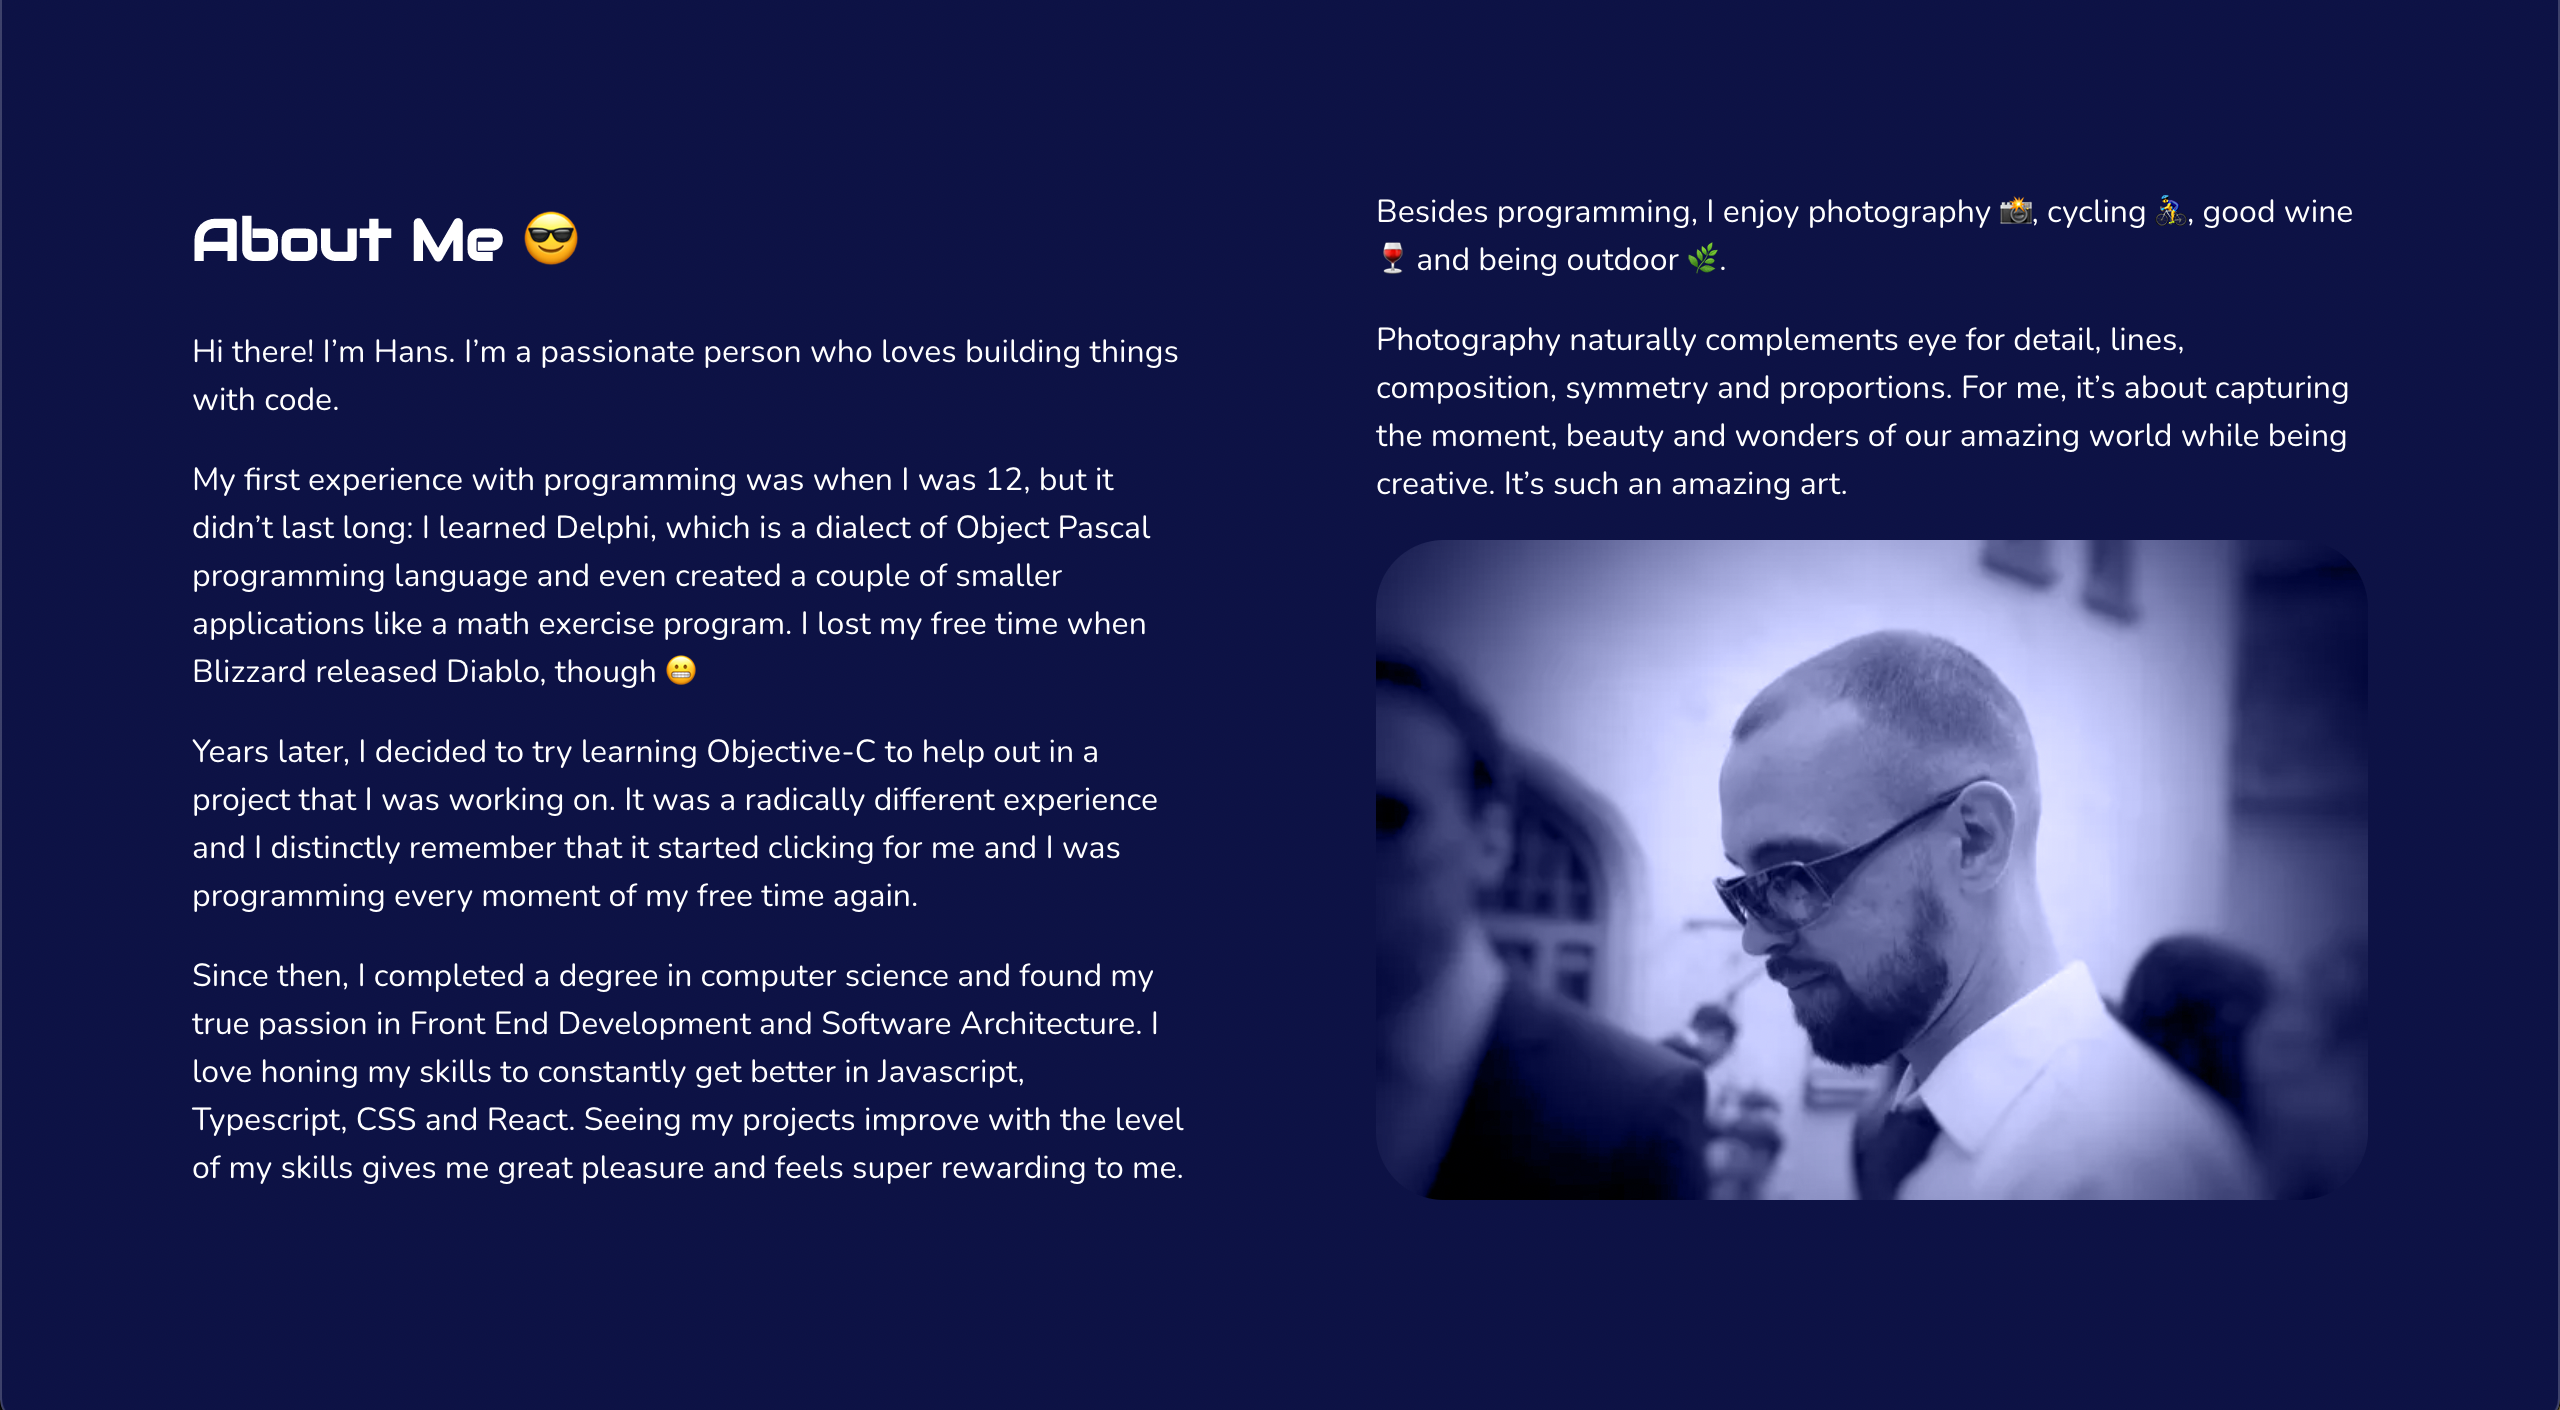 About Me 😎
Hi there! I’m Hans. I’m a passionate person who loves building things
with code.
My first experience with programming was when I was 12, but it
didn’t last long: I learned Delphi, which is a dialect of Object Pascal
programming language and even created a couple of smaller
applications like a math exercise program. I lost my free time when
Blizzard released Diablo, though 😬
Years later, I decided to try learning Objective-C to help out in a
project that I was working on. It was a radically different experience
and I distinctly remember that it started clicking for me and I was
programming every moment of my free time again.
Since then, I completed a degree in computer science and found my
true passion in Front End Development and Software Architecture. I
love honing my skills to constantly get better in Javascript,
Typescript, CSS and React. Seeing my projects improve with the level
of my skills gives me great pleasure and feels super rewarding to me.
Besides programming, I enjoy photography 📸, cycling 🚴, good wine
🍷 and being outdoor 🌿.
Photography naturally complements eye for detail, lines,
composition, symmetry and proportions. For me, it’s about capturing
the moment, beauty and wonders of our amazing world while being
creative. It’s such an amazing art.